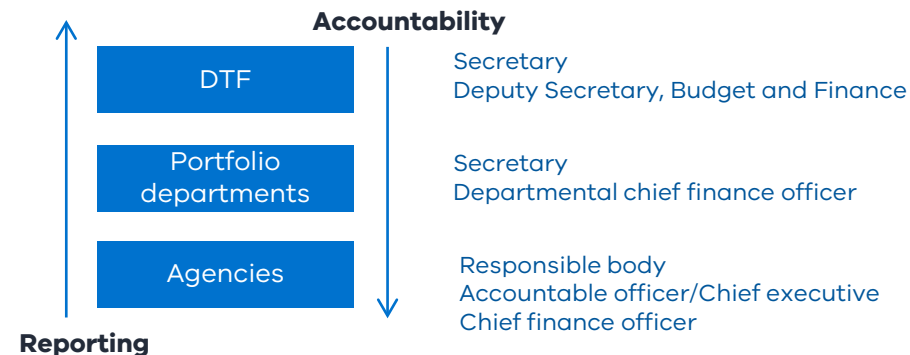 Accountability
DTF
Secretary
Deputy Secretary, Budget and Finance
Portfolio
departments
Secretary
Departmental chief finance officer
Agencies
Responsible body
Accountable officer/Chief executive
Chief finance officer
Reporting